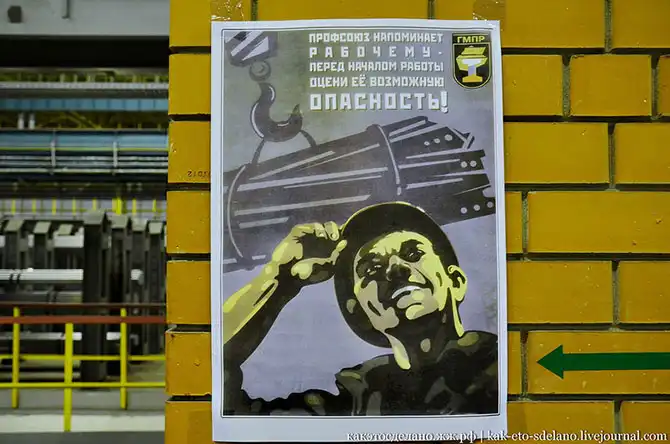 ПРОФСОЮЗ НАПОМИНАЕТ
РАБОЧЕМУ-
ПЕРЕД НАЧАЛОМ РАБОТЫ
ОЦЕНИ ЕЁ ВОЗМОЖНУЮ
ОПАСНОСТЬ!
ГМПР
какэтосделано.жж.рф | kak-eto-sdelano.livejournal.com